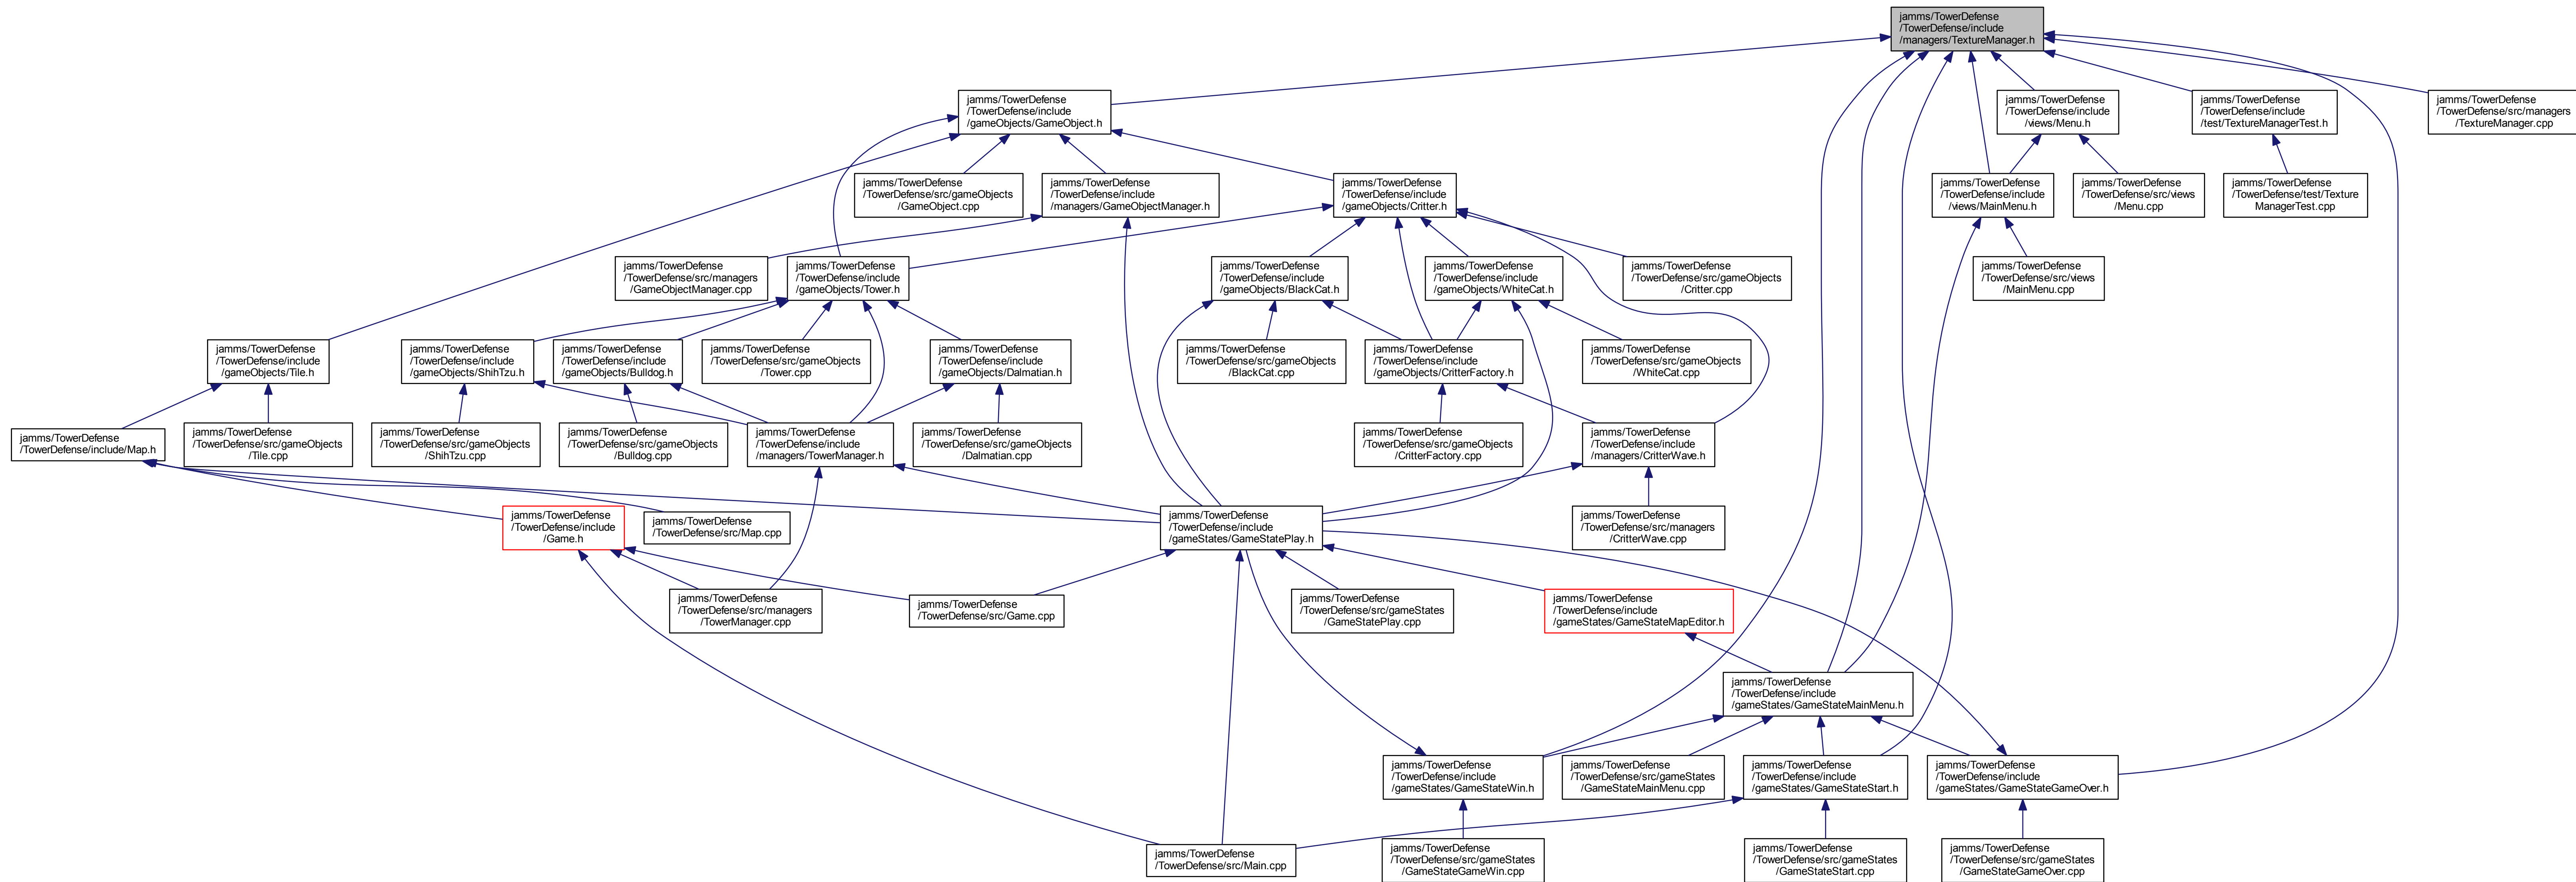 jamms/TowerDefense
/TowerDefense/include
/managers/TextureManager.h
jamms/TowerDefense
/TowerDefense/include
/gameObjects/GameObject.h
jamms/TowerDefense
/TowerDefense/include
/views/Menu.h
jamms/TowerDefense
/TowerDefense/include
/test/TextureManagerTest.h
jamms/TowerDefense
/TowerDefense/src/managers
/TextureManager.cpp
jamms/TowerDefense
/TowerDefense/src/gameObjects
/GameObject.cpp
jamms/TowerDefense
/TowerDefense/include
/managers/GameObjectManager.h
jamms/TowerDefense
/TowerDefense/include
/gameObjects/Critter.h
jamms/TowerDefense
/TowerDefense/include
/views/MainMenu.h
jamms/TowerDefense
/TowerDefense/src/views
/Menu.cpp
jamms/TowerDefense
/TowerDefense/test/Texture
ManagerTest.cpp
jamms/TowerDefense
/TowerDefense/src/managers
/GameObjectManager.cpp
jamms/TowerDefense
/TowerDefense/include
/gameObjects/Tower.h
jamms/TowerDefense
/TowerDefense/include
/gameObjects/BlackCat.h
jamms/TowerDefense
/TowerDefense/include
/gameObjects/WhiteCat.h
jamms/TowerDefense
/TowerDefense/src/gameObjects
/Critter.cpp
jamms/TowerDefense
/TowerDefense/src/views
/MainMenu.cpp
jamms/TowerDefense
/TowerDefense/include
/gameObjects/Tile.h
jamms/TowerDefense
/TowerDefense/include
/gameObjects/ShihTzu.h
jamms/TowerDefense
/TowerDefense/include
/gameObjects/Bulldog.h
jamms/TowerDefense
/TowerDefense/src/gameObjects
/Tower.cpp
jamms/TowerDefense
/TowerDefense/include
/gameObjects/Dalmatian.h
jamms/TowerDefense
/TowerDefense/src/gameObjects
/BlackCat.cpp
jamms/TowerDefense
/TowerDefense/include
/gameObjects/CritterFactory.h
jamms/TowerDefense
/TowerDefense/src/gameObjects
/WhiteCat.cpp
jamms/TowerDefense
/TowerDefense/include/Map.h
jamms/TowerDefense
/TowerDefense/src/gameObjects
/Tile.cpp
jamms/TowerDefense
/TowerDefense/src/gameObjects
/ShihTzu.cpp
jamms/TowerDefense
/TowerDefense/src/gameObjects
/Bulldog.cpp
jamms/TowerDefense
/TowerDefense/include
/managers/TowerManager.h
jamms/TowerDefense
/TowerDefense/src/gameObjects
/Dalmatian.cpp
jamms/TowerDefense
/TowerDefense/src/gameObjects
/CritterFactory.cpp
jamms/TowerDefense
/TowerDefense/include
/managers/CritterWave.h
jamms/TowerDefense
/TowerDefense/include
/Game.h
jamms/TowerDefense
/TowerDefense/src/Map.cpp
jamms/TowerDefense
/TowerDefense/include
/gameStates/GameStatePlay.h
jamms/TowerDefense
/TowerDefense/src/managers
/CritterWave.cpp
jamms/TowerDefense
/TowerDefense/src/managers
/TowerManager.cpp
jamms/TowerDefense
/TowerDefense/src/Game.cpp
jamms/TowerDefense
/TowerDefense/src/gameStates
/GameStatePlay.cpp
jamms/TowerDefense
/TowerDefense/include
/gameStates/GameStateMapEditor.h
jamms/TowerDefense
/TowerDefense/include
/gameStates/GameStateMainMenu.h
jamms/TowerDefense
/TowerDefense/include
/gameStates/GameStateWin.h
jamms/TowerDefense
/TowerDefense/src/gameStates
/GameStateMainMenu.cpp
jamms/TowerDefense
/TowerDefense/include
/gameStates/GameStateStart.h
jamms/TowerDefense
/TowerDefense/include
/gameStates/GameStateGameOver.h
jamms/TowerDefense
/TowerDefense/src/Main.cpp
jamms/TowerDefense
/TowerDefense/src/gameStates
/GameStateGameWin.cpp
jamms/TowerDefense
/TowerDefense/src/gameStates
/GameStateStart.cpp
jamms/TowerDefense
/TowerDefense/src/gameStates
/GameStateGameOver.cpp